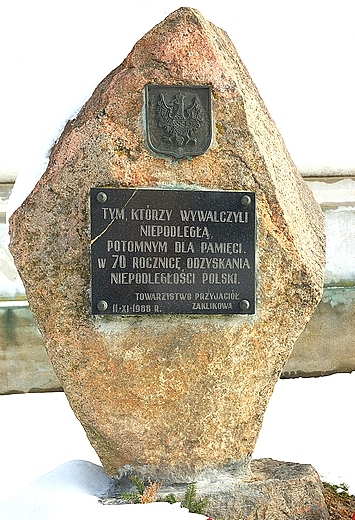 TYM, KTÓRZY WYWALCZYLI
NIEPODLEGŁĄ,
POTOMNYM DLA PAMIĘCI.
W 70 ROCZNICĘ ODZYSKANIA
NIEPODLEGŁOŚCI POLSKI.
TOWARZYSTWO PRZYJACIÓŁ
11-XI-1988 R. ZAKLIKOWA